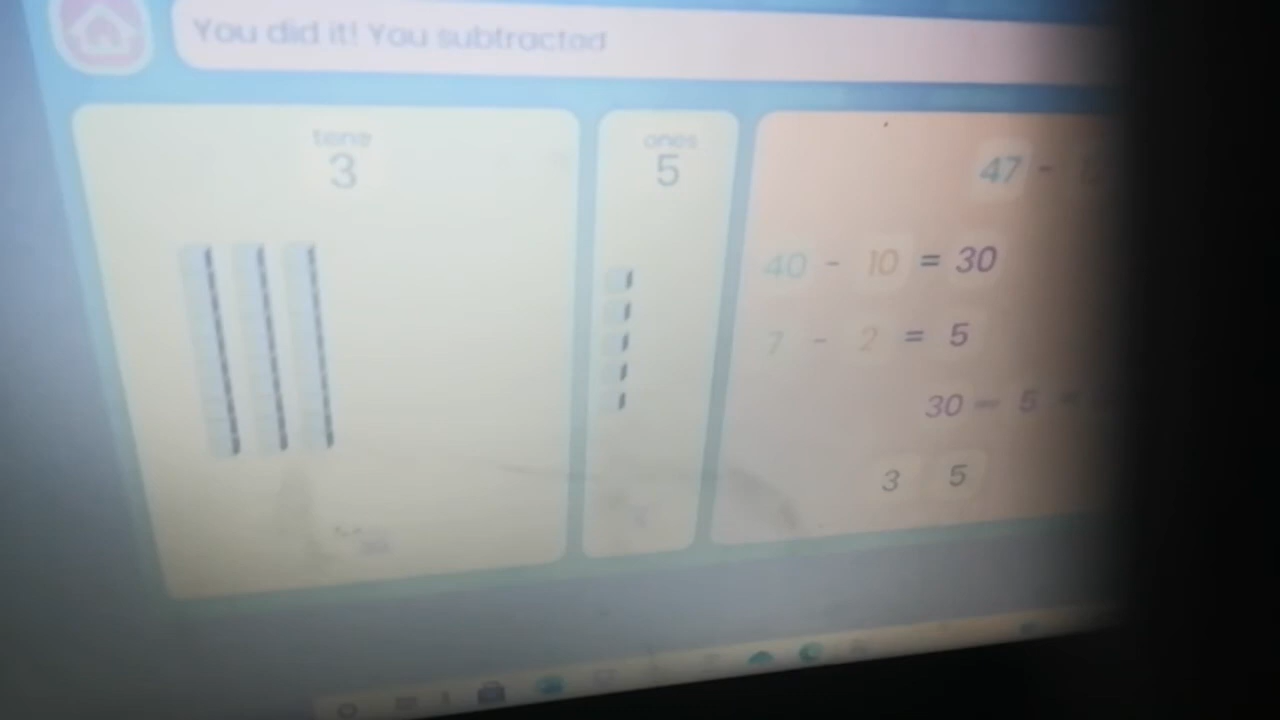 You did it! You subtracted
tens
3
ones
5
47 -
40 - 10 = 30
7 - 2 = 5
30 - 5
3 5